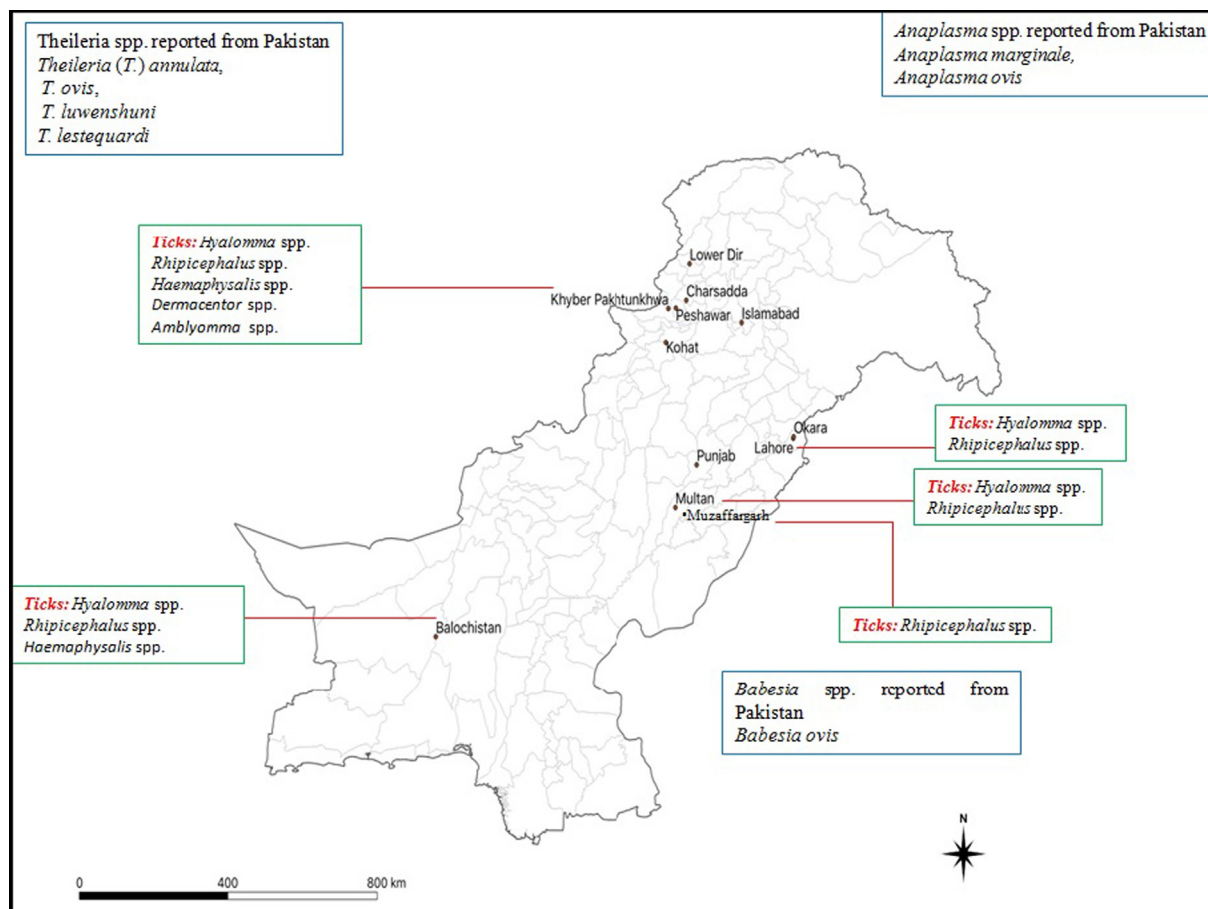 Theileria spp. reported from Pakistan
Theileria (T.) annulata,
T. ovis,
T. luwenshuni
T. lestequardi
Anaplasma spp. reported from Pakistan
Anaplasma marginale,
Anaplasma ovis
Ticks: Hyalomma spp.
Rhipicephalus spp.
Haemaphysalis spp.
Dermacentor spp.
Amblyomma spp.
Lower Dir
Charsadda
Khyber Pakhtunkhwa
Peshawar
Islamabad
Kohat
Okara
Lahore
Ticks: Hyalomma spp.
Rhipicephalus spp.
Punjab
Multan
Muzaffargarh
Ticks: Hyalomma spp.
Rhipicephalus spp.
Ticks: Hyalomma spp.
Rhipicephalus spp.
Haemaphysalis spp.
Balochistan
Ticks: Rhipicephalus spp.
Babesia spp. reported from
Pakistan
Babesia ovis
N
0 400 800 km